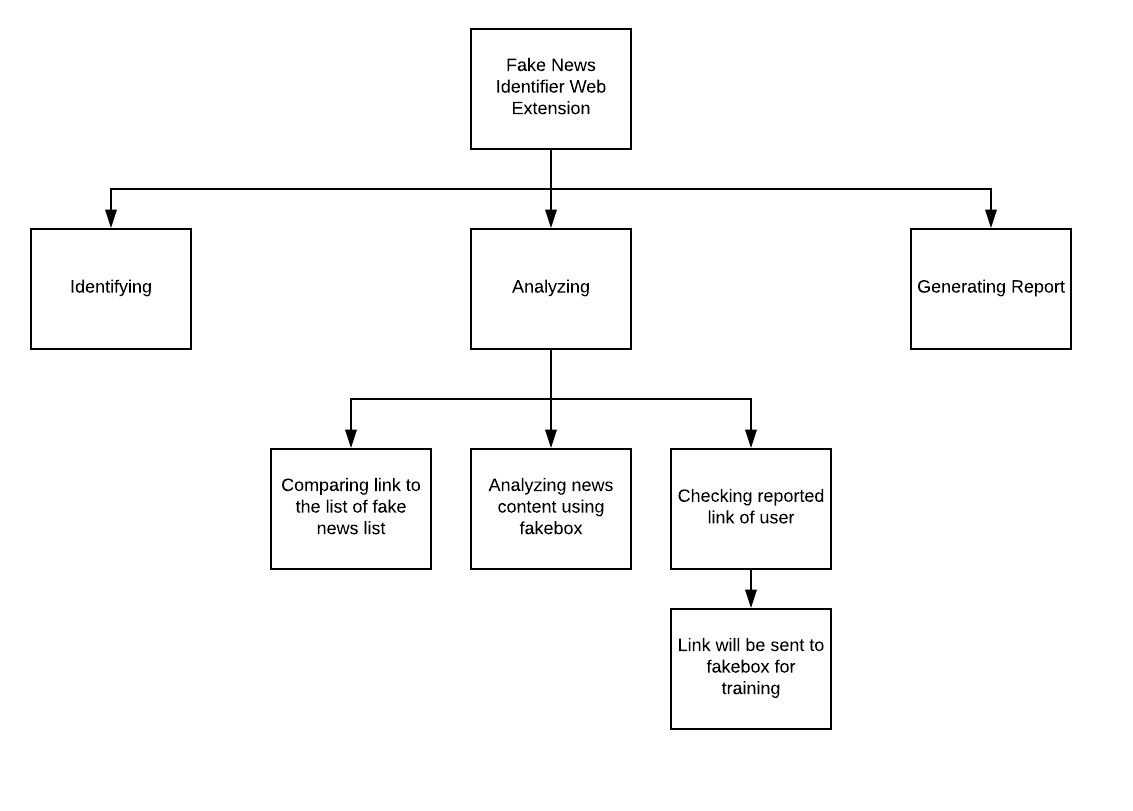 Fake News
Identifier Web
Extension
Identifying
Analyzing
Generating Report
Comparing link to
the list of fake
news list
Analyzing news
content using
fakebox
Checking reported
link of user
Link will be sent to
fakebox for
training